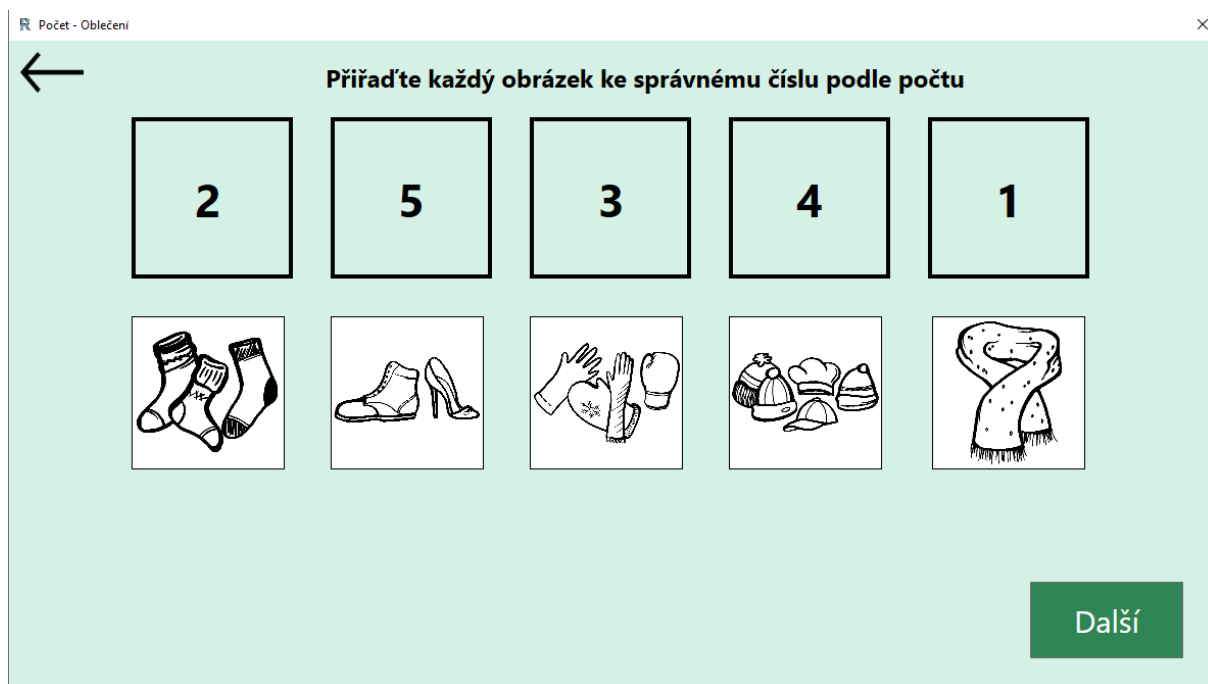 Počet - Oblečení
Přiřaďte každý obrázek ke správnému číslu podle počtu
2 5 3 4 1
Další